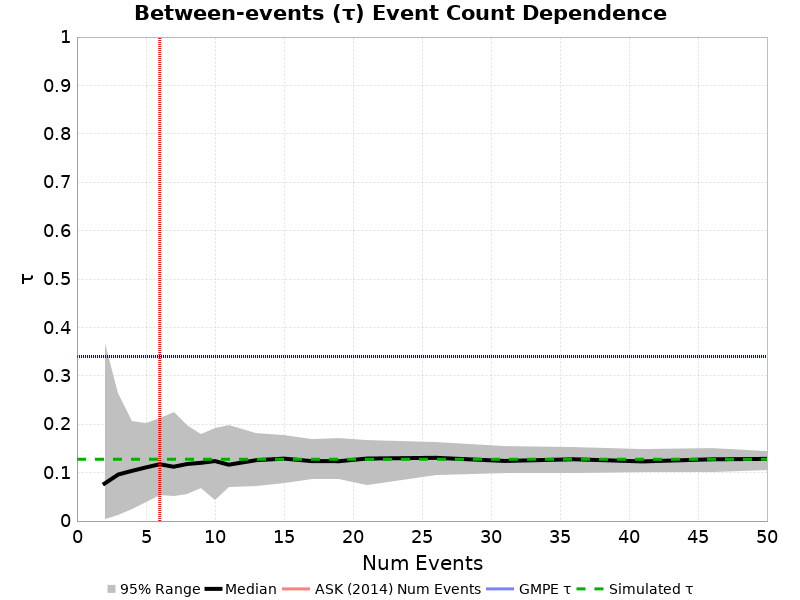 Between-events (τ) Event Count Dependence
1
0.9
0.8
0.7
0.6
0.5
0.4
0.3
0.2
0.1
0
τ
0 5 10 15 20 25 30 35 40 45 50
Num Events
95% Range Median ASK (2014) Num Events GMPE τ Simulated τ